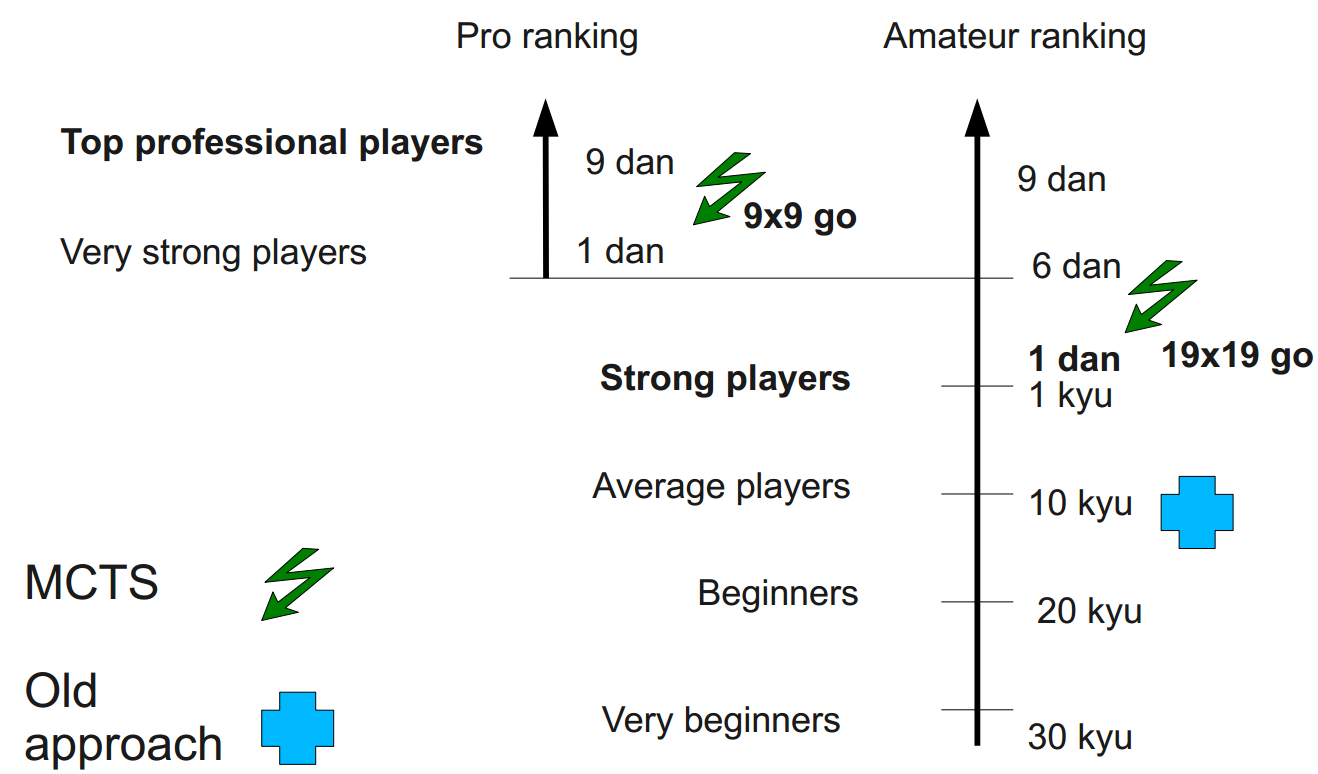 Pro ranking
Amateur ranking
Top professional players
9 dan
9 dan
9x9 go
Very strong players
1 dan
6 dan
1 dan
19x19 go
Strong players
1 kyu
Average players
10 kyu
MCTS
Beginners
20 kyu
Old
approach
Very beginners
30 kyu